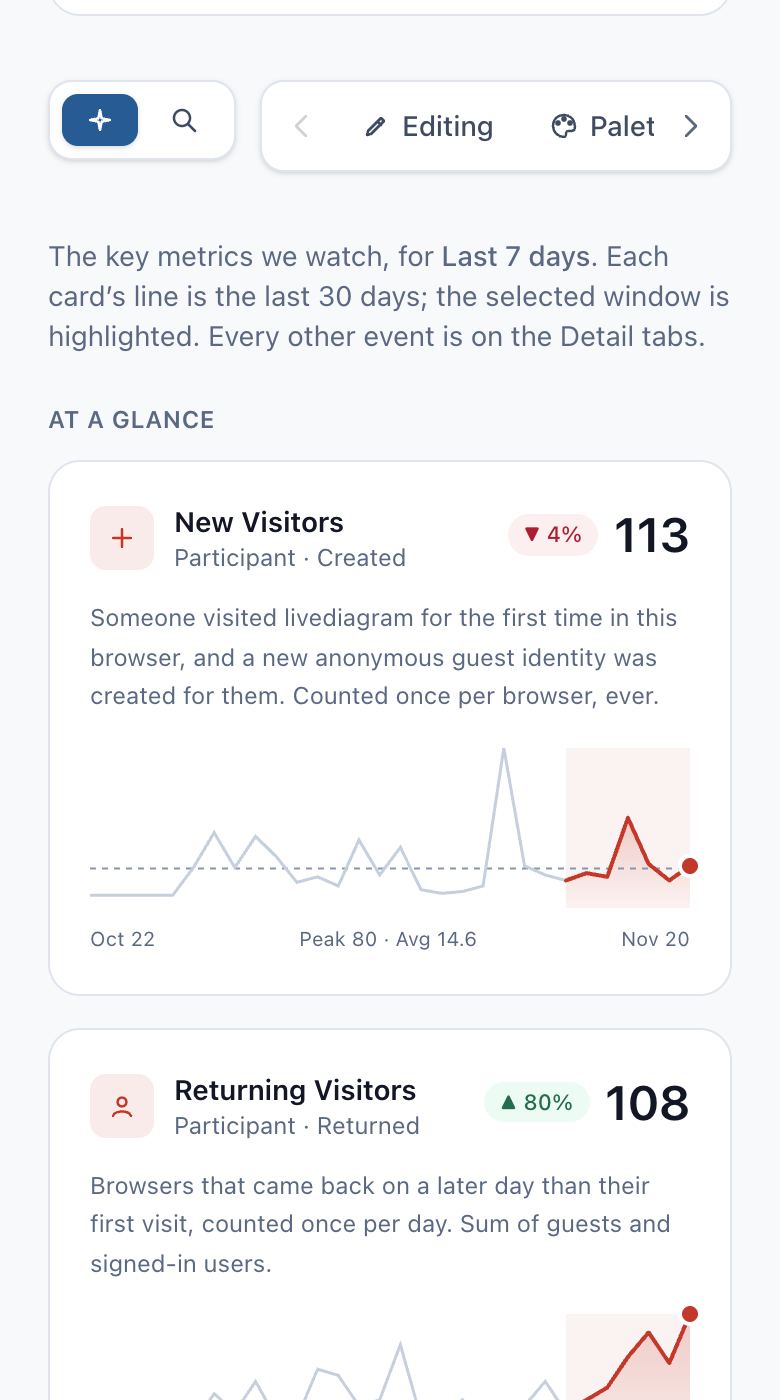 Editing
Palet
The key metrics we watch, for Last 7 days. Each
card's line is the last 30 days; the selected window is
highlighted. Every other event is on the Detail tabs.
AT A GLANCE
New Visitors
Participant · Created
▼ 4%
113
Someone visited livediagram for the first time in this
browser, and a new anonymous guest identity was
created for them. Counted once per browser, ever.
Oct 22
Peak 80 · Avg 14.6
Nov 20
Returning Visitors
Participant · Returned
▲ 80%
108
Browsers that came back on a later day than their
first visit, counted once per day. Sum of guests and
signed-in users.